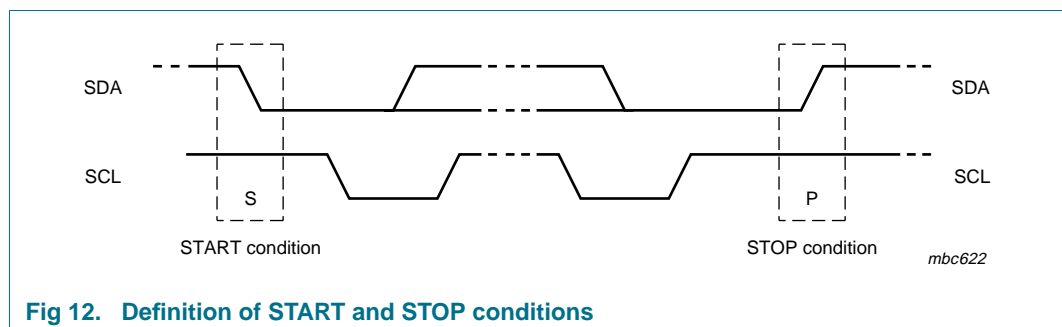 SDA
SDA
SCL
SCL
S
P
START condition
STOP condition
mbc622
Fig 12. Definition of START and STOP conditions